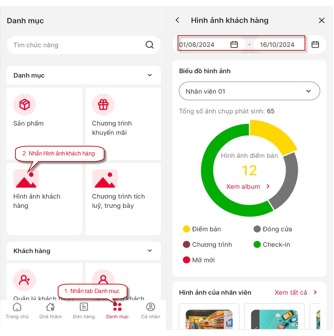 Danh mục
Tìm chức năng
Danh mục
Sản phẩm
Chương trình
khuyến mãi
2. Nhấn Hình ảnh khách hàng
Hình ảnh khách
hàng
Chương trình tích
luỹ, trưng bày
Khách hàng
1. Nhấn tab Danh mục
Quản lý khách hàng
Trang chủ
Ghé thăm
Đơn hàng
Danh mục
Cá nhân
Hình ảnh khách hàng
01/08/2024 - 16/10/2024
Biểu đồ hình ảnh
Nhân viên 01
Tổng số ảnh chụp phát sinh: 65
Hình ảnh điểm bán
12
Xem album
Điểm bán
Đóng cửa
Chương trình
Check-in
Mở mới
Hình ảnh của nhân viên
Xem tất cả